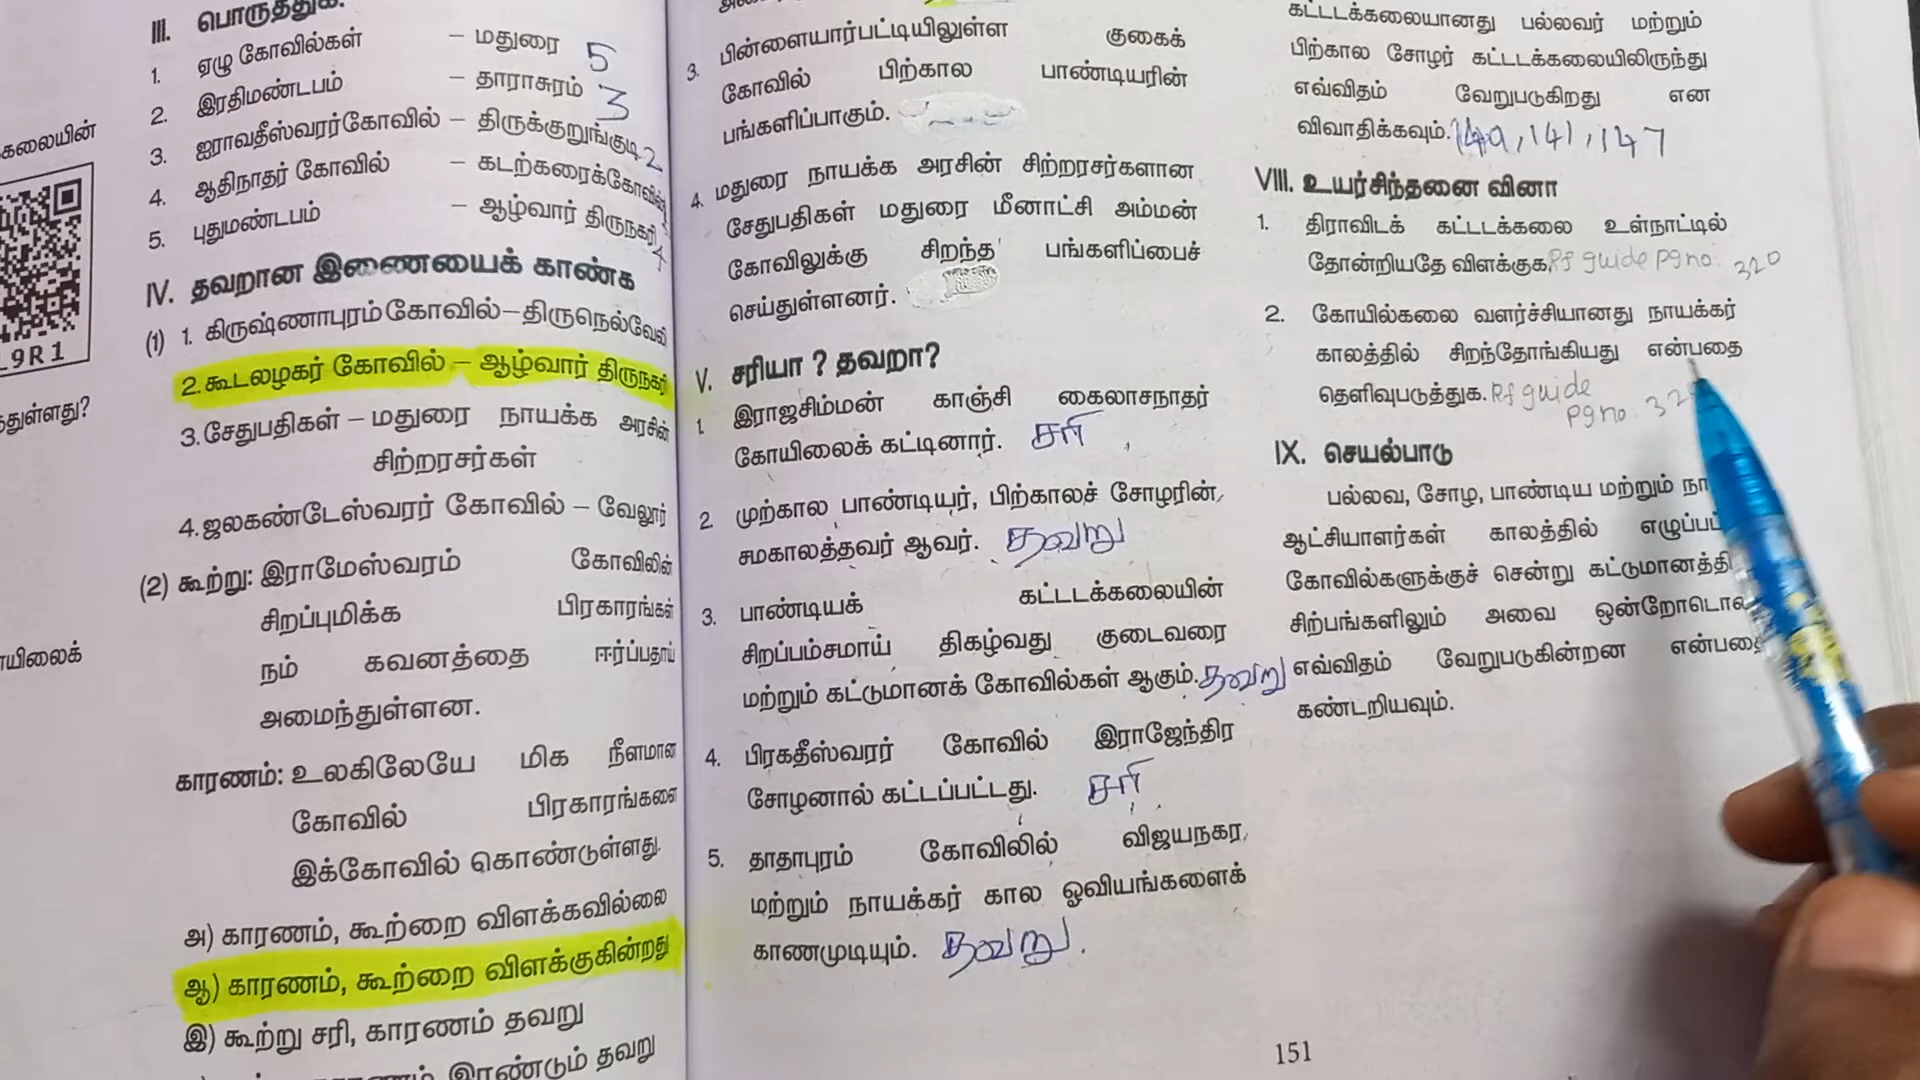 கலையின்
L9R1
துள்ளது?
யிலைக்
III. பொருத்துக.
1. ஏழு கோவில்கள் – மதுரை 5
2. இரதிமண்டபம் – தாராசுரம் 3
3. ஐராவதீஸ்வரர்கோவில் – திருக்குறுங்குடி 2
4. ஆதிநாதர் கோவில் – கடற்கரைக்கோவில்
5. புதுமண்டபம் – ஆழ்வார் திருநகரி 4
IV. தவறான இணையைக் காண்க
(1) 1. கிருஷ்ணாபுரம்கோவில்–திருநெல்வேலி
2. கூடலழகர் கோவில் – ஆழ்வார் திருநகரி
3. சேதுபதிகள் – மதுரை நாயக்க அரசின்
சிற்றரசர்கள்
4. ஜலகண்டேஸ்வரர் கோவில் – வேலூர்
(2) கூற்று: இராமேஸ்வரம் கோவிலின்
சிறப்புமிக்க பிரகாரங்கள்
நம் கவனத்தை ஈர்ப்பதாய்
அமைந்துள்ளன.
காரணம்: உலகிலேயே மிக நீளமான
கோவில் பிரகாரங்களை
இக்கோவில் கொண்டுள்ளது.
அ) காரணம், கூற்றை விளக்கவில்லை
ஆ) காரணம், கூற்றை விளக்குகின்றது
இ) கூற்று சரி, காரணம் தவறு
இரண்டும் தவறு
3. பிள்ளையார்பட்டியிலுள்ள குகைக்
கோவில் பிற்கால பாண்டியரின்
பங்களிப்பாகும்.
4. மதுரை நாயக்க அரசின் சிற்றரசர்களான
சேதுபதிகள் மதுரை மீனாட்சி அம்மன்
கோவிலுக்கு சிறந்த பங்களிப்பைச்
செய்துள்ளனர்.
V. சரியா ? தவறா?
1. இராஜசிம்மன் காஞ்சி கைலாசநாதர்
கோயிலைக் கட்டினார். சரி
2. முற்கால பாண்டியர், பிற்காலச் சோழரின்
சமகாலத்தவர் ஆவர். தவறு
3. பாண்டியக் கட்டடக்கலையின்
சிறப்பம்சமாய் திகழ்வது குடைவரை
மற்றும் கட்டுமானக் கோவில்கள் ஆகும். தவறு
4. பிரகதீஸ்வரர் கோவில் இராஜேந்திர
சோழனால் கட்டப்பட்டது. சரி
5. தாதாபுரம் கோவிலில் விஜயநகர
மற்றும் நாயக்கர் கால ஓவியங்களைக்
காணமுடியும். தவறு.
கட்டடக்கலையானது பல்லவர் மற்றும்
பிற்கால சோழர் கட்டடக்கலையிலிருந்து
எவ்விதம் வேறுபடுகிறது என
விவாதிக்கவும். 140, 141, 147
VIII. உயர்சிந்தனை வினா
1. திராவிடக் கட்டடக்கலை உள்நாட்டில்
தோன்றியதே விளக்குக. Rf guide pg no: 320
2. கோயில்கலை வளர்ச்சியானது நாயக்கர்
காலத்தில் சிறந்தோங்கியது என்பதை
தெளிவுபடுத்துக. Rf guide
pg no:
IX. செயல்பாடு
பல்லவ, சோழ, பாண்டிய மற்றும்
ஆட்சியாளர்கள் காலத்தில்
கோவில்களுக்குச் சென்று
சிற்பங்களிலும் அவை
எவ்விதம் வேறுபடுகின்றன என்பதை
கண்டறியவும்.
151